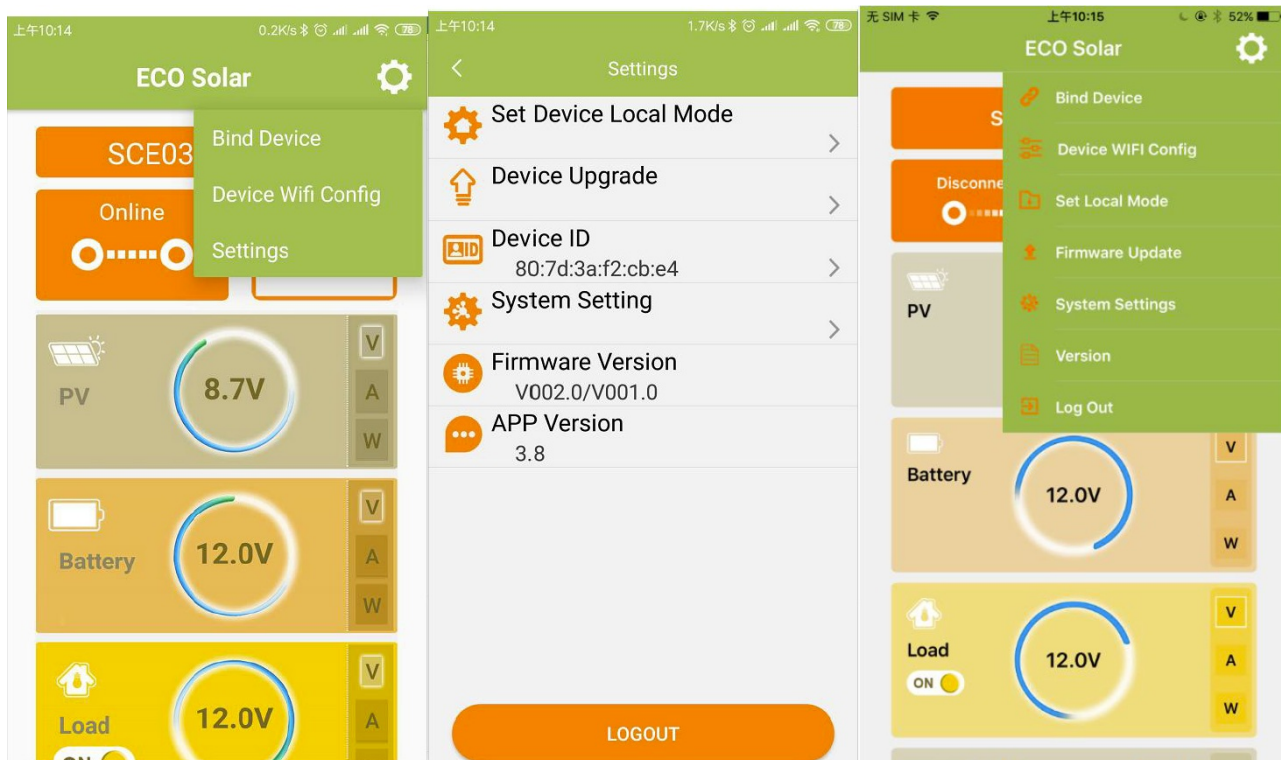 上午10:14
0.2K/s
78
ECO Solar
Bind Device
Device Wifi Config
Settings
SCE03
Online
PV
8.7V
V
A
W
Battery
12.0V
V
A
W
Load
12.0V
V
A
ON
上午10:14
1.7K/s
78
Settings
Set Device Local Mode
Device Upgrade
ID
Device ID
80:7d:3a:f2:cb:e4
System Setting
Firmware Version
V002.0/V001.0
APP Version
3.8
LOGOUT
无 SIM 卡
上午10:15
52%
ECO Solar
Bind Device
Device WIFI Config
Set Local Mode
Firmware Update
System Settings
Version
Log Out
S
Disconne
PV
Battery
12.0V
V
A
W
Load
ON
12.0V
V
A
W